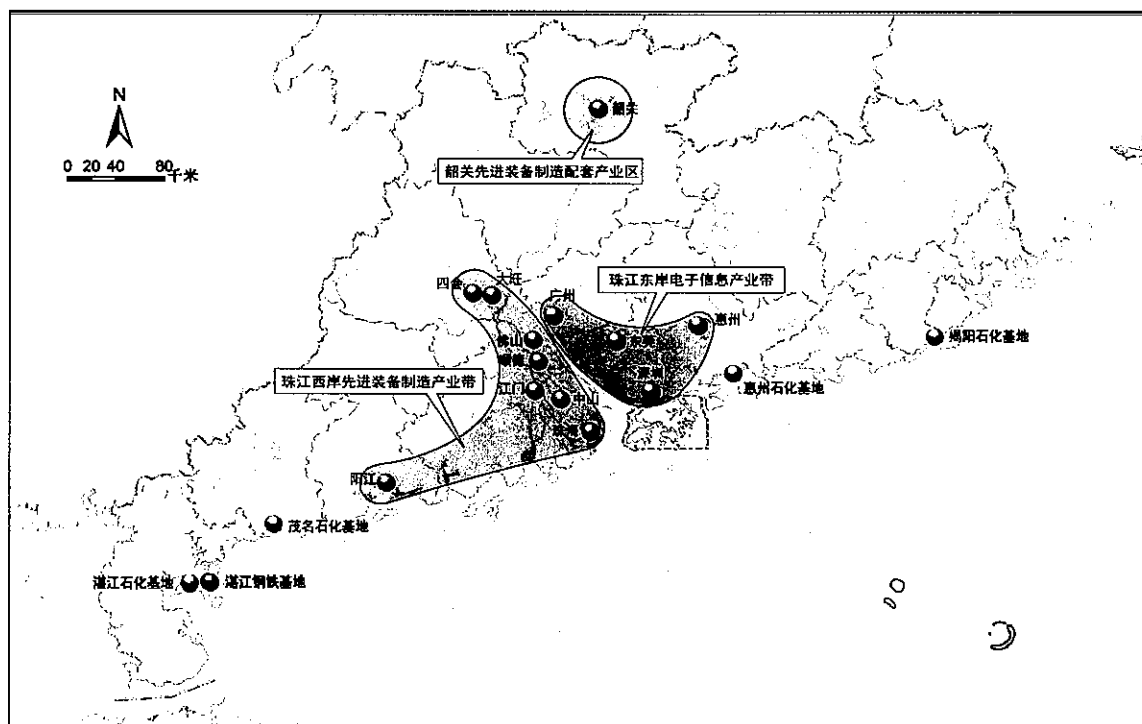 N
0 20 40 80
千米
韶关
韶关先进装备制造配套产业区
四会
大旺
广州
珠江东岸电子信息产业带
惠州
佛山
东莞
揭阳石化基地
惠州石化基地
珠江西岸先进装备制造产业带
江门
中山
深圳
珠海
阳江
茂名石化基地
湛江石化基地
湛江钢铁基地